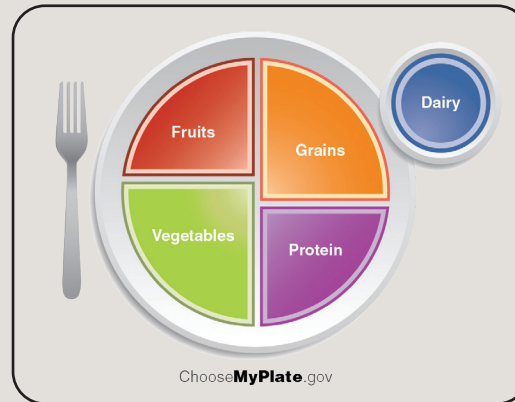 Dairy
Fruits
Grains
Vegetables
Protein
ChooseMyPlate.gov